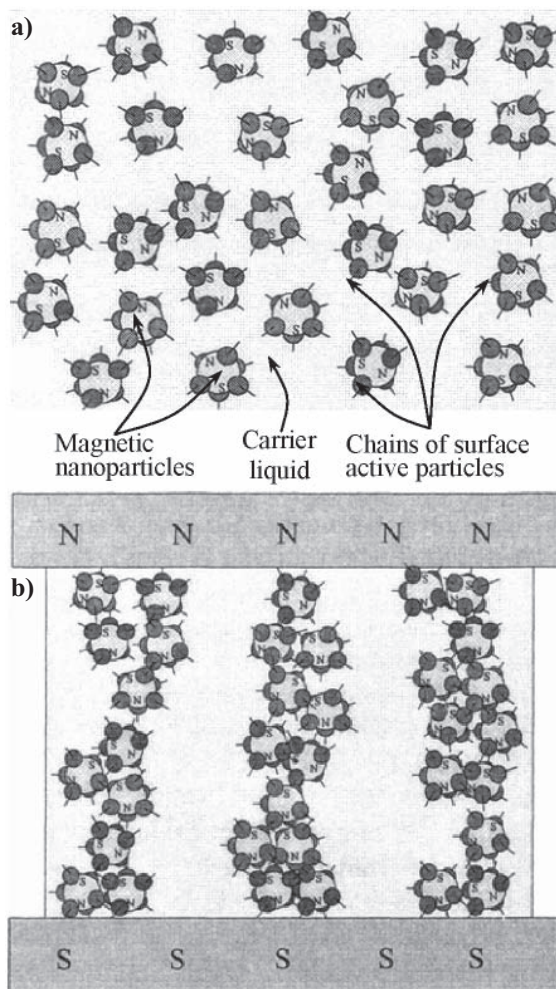 a)
Magnetic
nanoparticles
Carrier
liquid
Chains of surface
active particles
N N N N N
b)
S S S S S